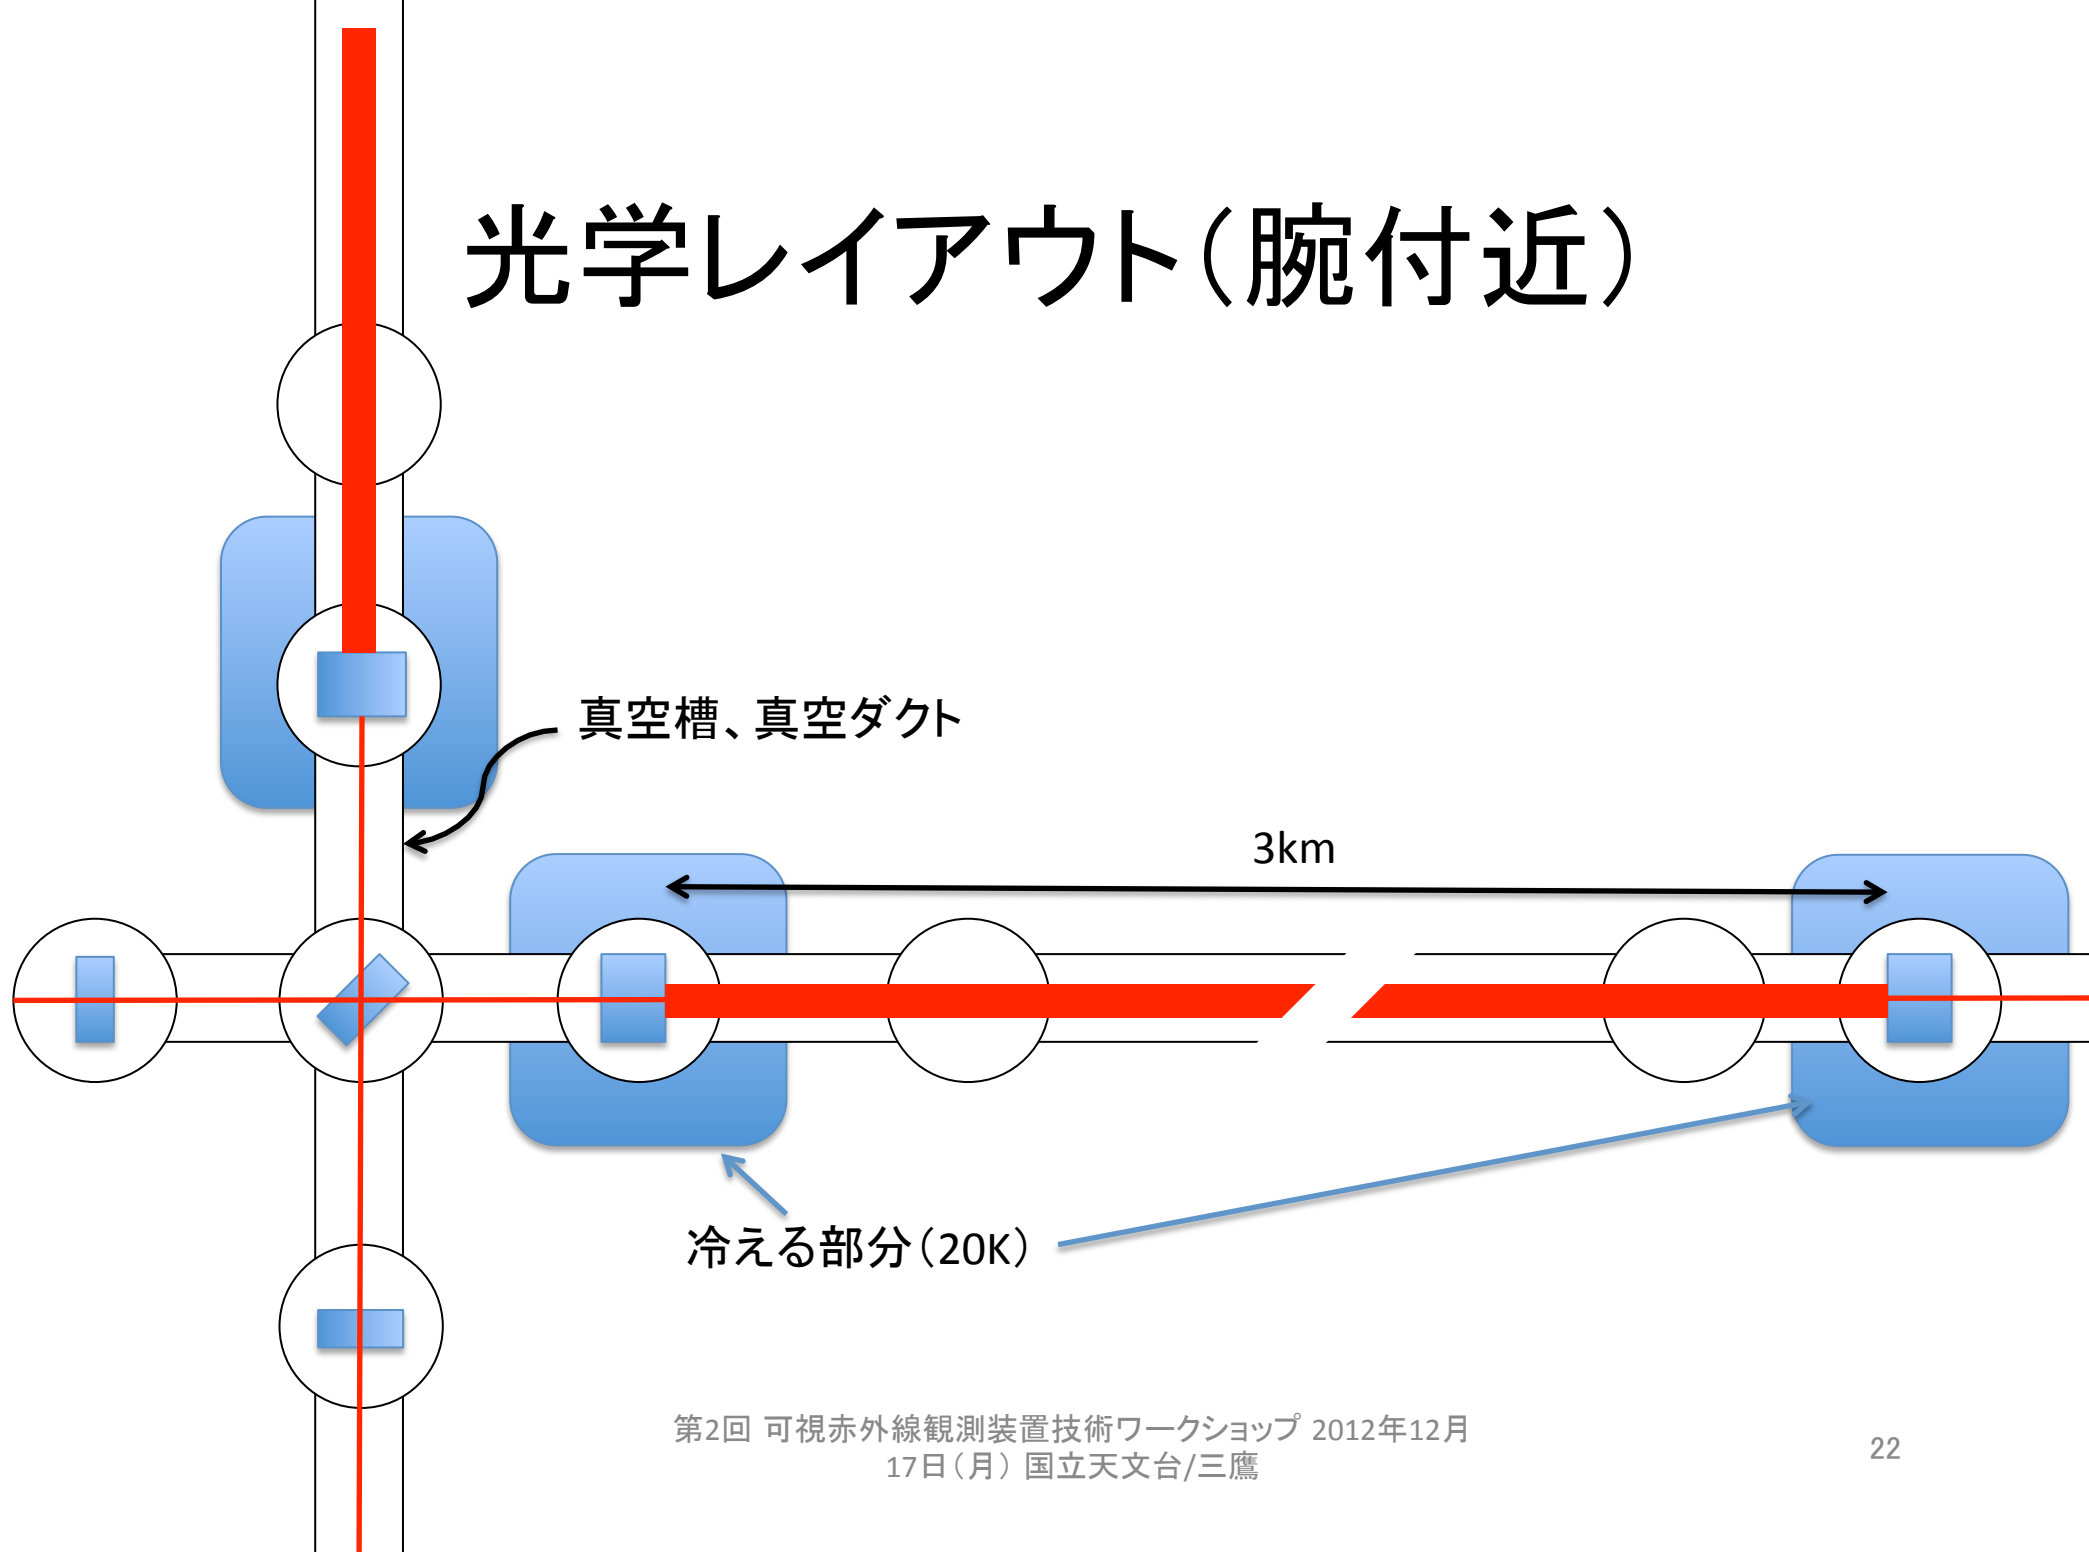 光学レイアウト（腕付近）
真空槽、真空ダクト
3km
冷える部分（20K）
第2回 可視赤外線観測装置技術ワークショップ 2012年12月
17日（月） 国立天文台/三鷹
22